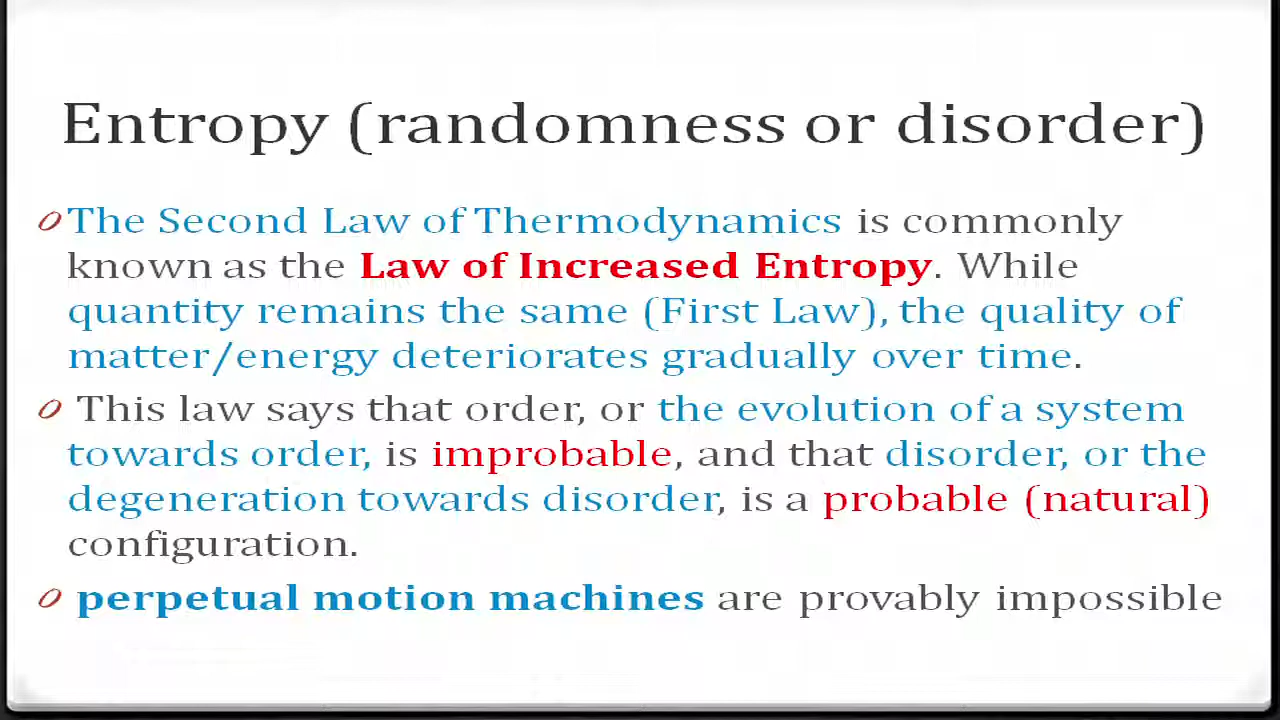 Entropy (randomness or disorder)
The Second Law of Thermodynamics is commonly
known as the Law of Increased Entropy. While
quantity remains the same (First Law), the quality of
matter/energy deteriorates gradually over time.
This law says that order, or the evolution of a system
towards order, is improbable, and that disorder, or the
degeneration towards disorder, is a probable (natural)
configuration.
perpetual motion machines are provably impossible